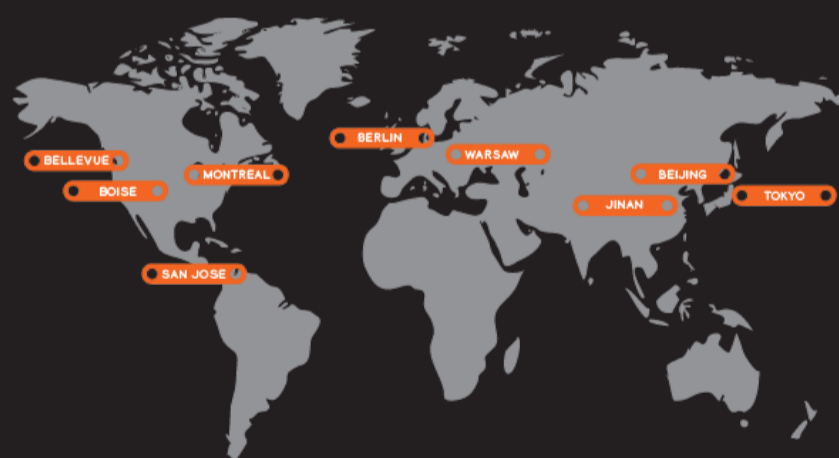 BERLIN
WARSAW
BELLEVUE
MONTREAL
BEIJING
BOISE
TOKYO
JINAN
SAN JOSE